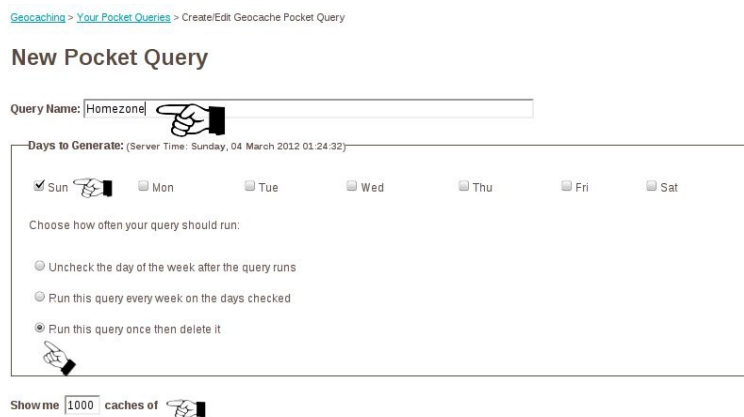 Geocaching > Your Pocket Queries > Create/Edit Geocache Pocket Query
New Pocket Query
Query Name: Homezone
Days to Generate: (Server Time: Sunday, 04 March 2012 01:24:32)
Sun Mon Tue Wed Thu Fri Sat
Choose how often your query should run:
Uncheck the day of the week after the query runs
Run this query every week on the days checked
Run this query once then delete it
Show me 1000 caches of